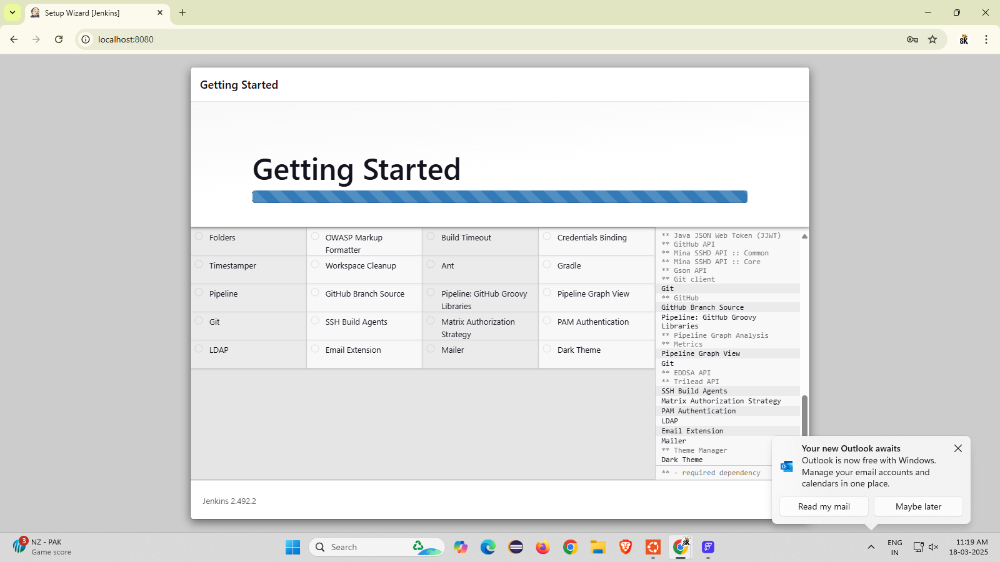 Setup Wizard [Jenkins]
localhost:8080
SK
Getting Started
Getting Started
Folders
OWASP Markup
Formatter
Build Timeout
Credentials Binding
Timestamper
Workspace Cleanup
Ant
Gradle
Pipeline
GitHub Branch Source
Pipeline: GitHub Groovy
Libraries
Pipeline Graph View
Git
SSH Build Agents
Matrix Authorization
Strategy
PAM Authentication
LDAP
Email Extension
Mailer
Dark Theme
** Java JSON Web Token (JJWT)
** GitHub API
** Mina SSHD API :: Common
** Mina SSHD API :: Core
** Gson API
** Git client
Git
** GitHub
GitHub Branch Source
Pipeline: GitHub Groovy
Libraries
** Pipeline Graph Analysis
** Metrics
Pipeline Graph View
Git
** EDDSA API
** Trilead API
SSH Build Agents
Matrix Authorization Strategy
PAM Authentication
LDAP
Email Extension
Mailer
** Theme Manager
Dark Theme
** - required dependency
Jenkins 2.492.2
Your new Outlook awaits
Outlook is now free with Windows.
Manage your email accounts and
calendars in one place.
Read my mail
Maybe later
3
NZ - PAK
Game score
Search
SK
ENG
IN
11:19 AM
18-03-2025